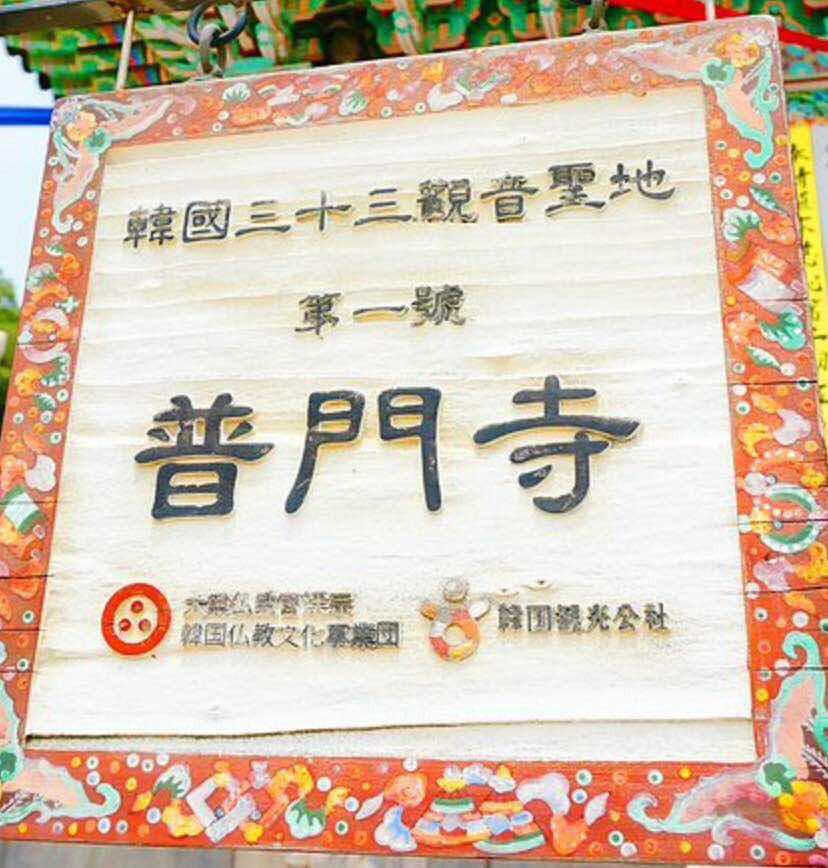 韓國三十三觀音聖地
第一號
普門寺
韓国仏教文化事業団
韓国観光公社